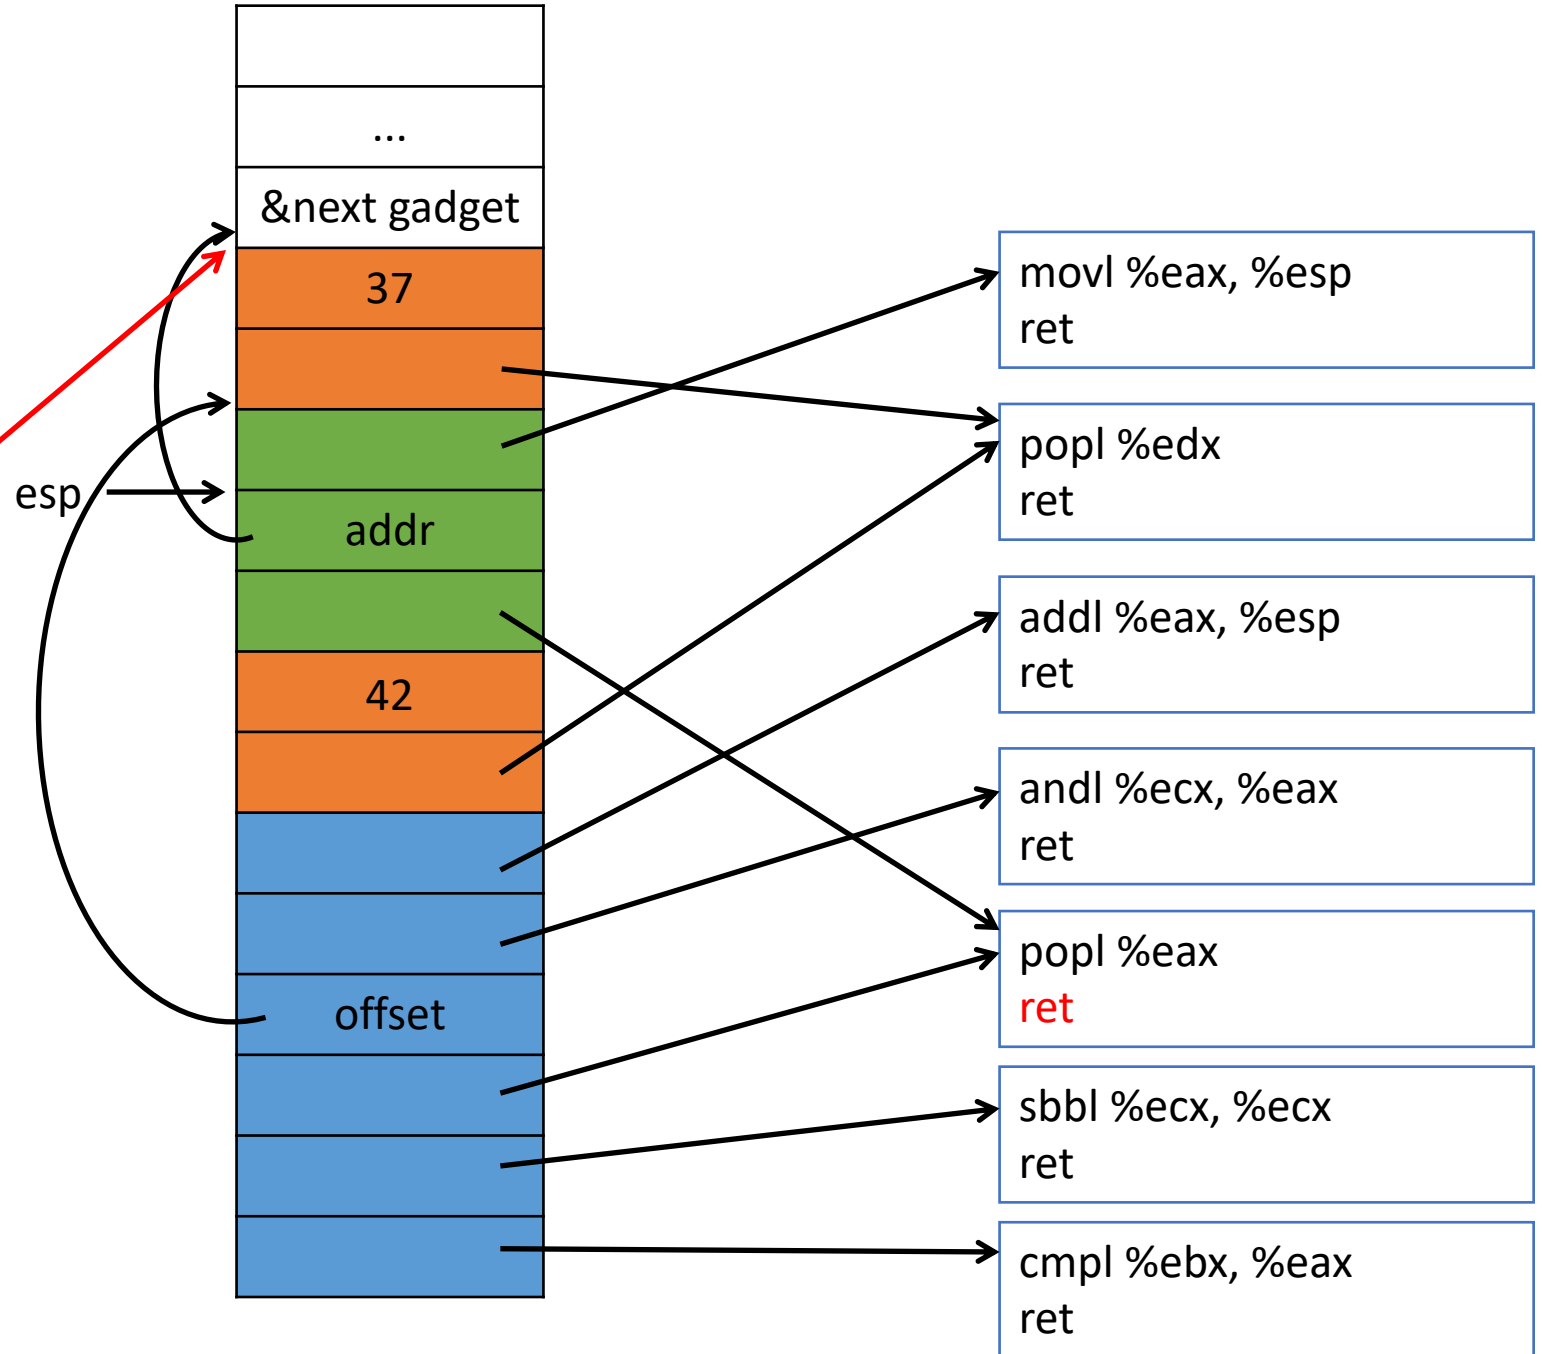 ...
&next gadget
37
esp
addr
42
offset
movl %eax, %esp
ret
popl %edx
ret
addl %eax, %esp
ret
andl %ecx, %eax
ret
popl %eax
ret
sbbl %ecx, %ecx
ret
cmpl %ebx, %eax
ret